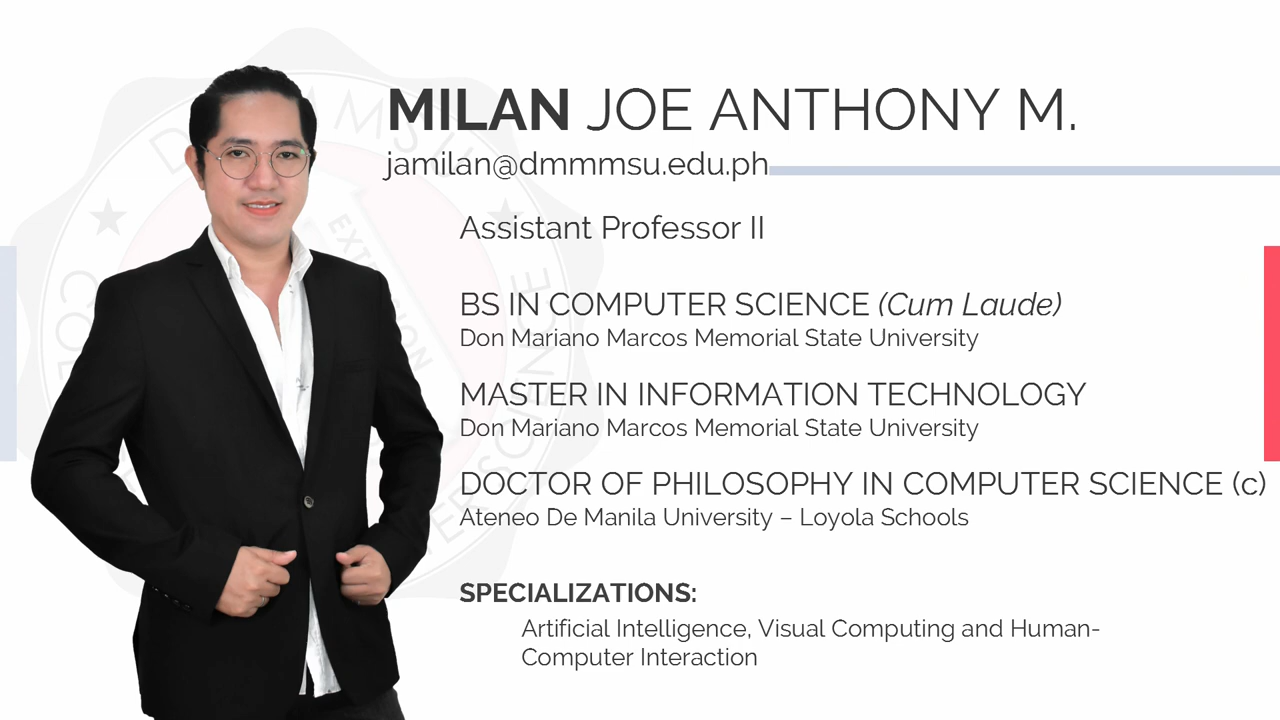 MILAN JOE ANTHONY M.
jamilan@dmmmsu.edu.ph
Assistant Professor II
BS IN COMPUTER SCIENCE (Cum Laude)
Don Mariano Marcos Memorial State University
MASTER IN INFORMATION TECHNOLOGY
Don Mariano Marcos Memorial State University
DOCTOR OF PHILOSOPHY IN COMPUTER SCIENCE (c)
Ateneo De Manila University – Loyola Schools
SPECIALIZATIONS:
Artificial Intelligence, Visual Computing and Human-
Computer Interaction
EXTENSION